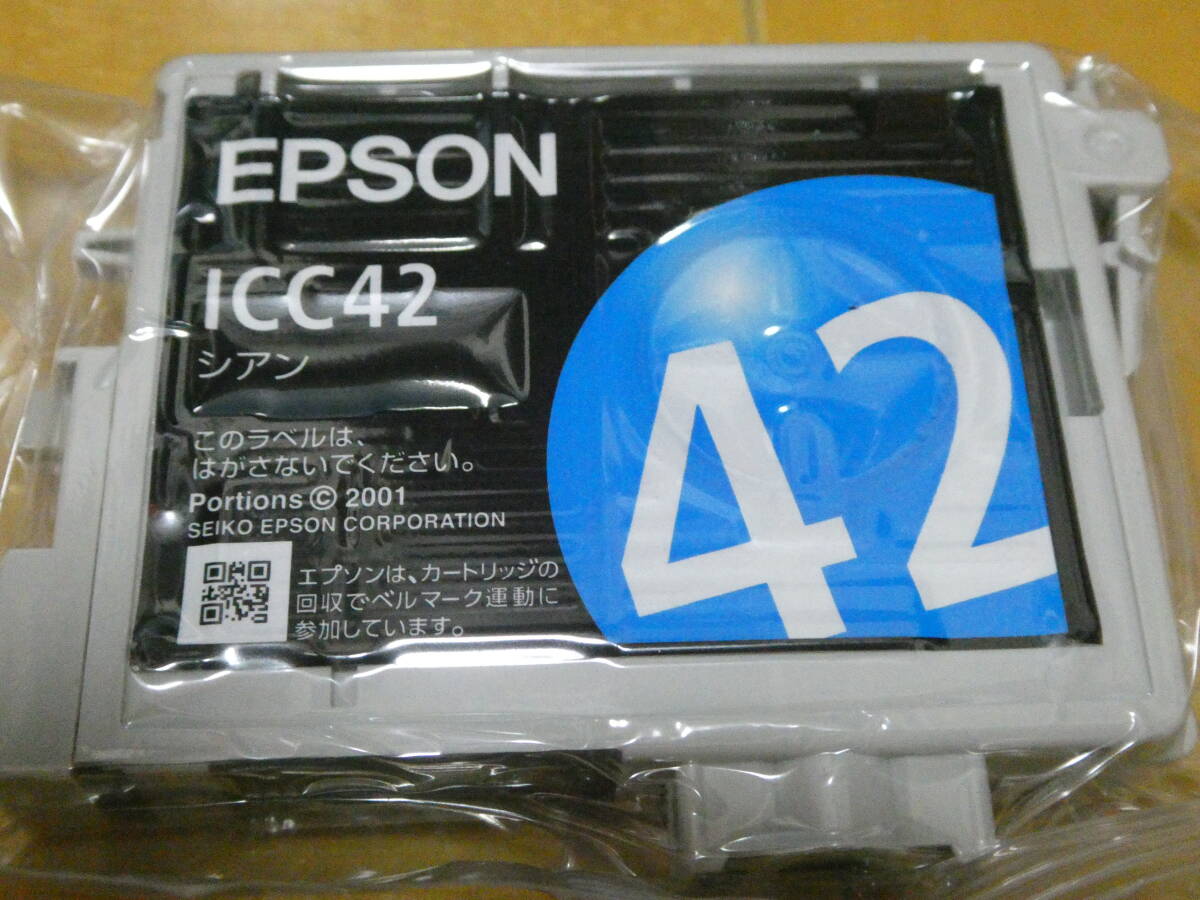 EPSON
ICC42
シアン
このラベルは、
はがさないでください。
Portions © 2001
SEIKO EPSON CORPORATION
エプソンは、カートリッジの
回収でベルマーク運動に
参加しています。
42